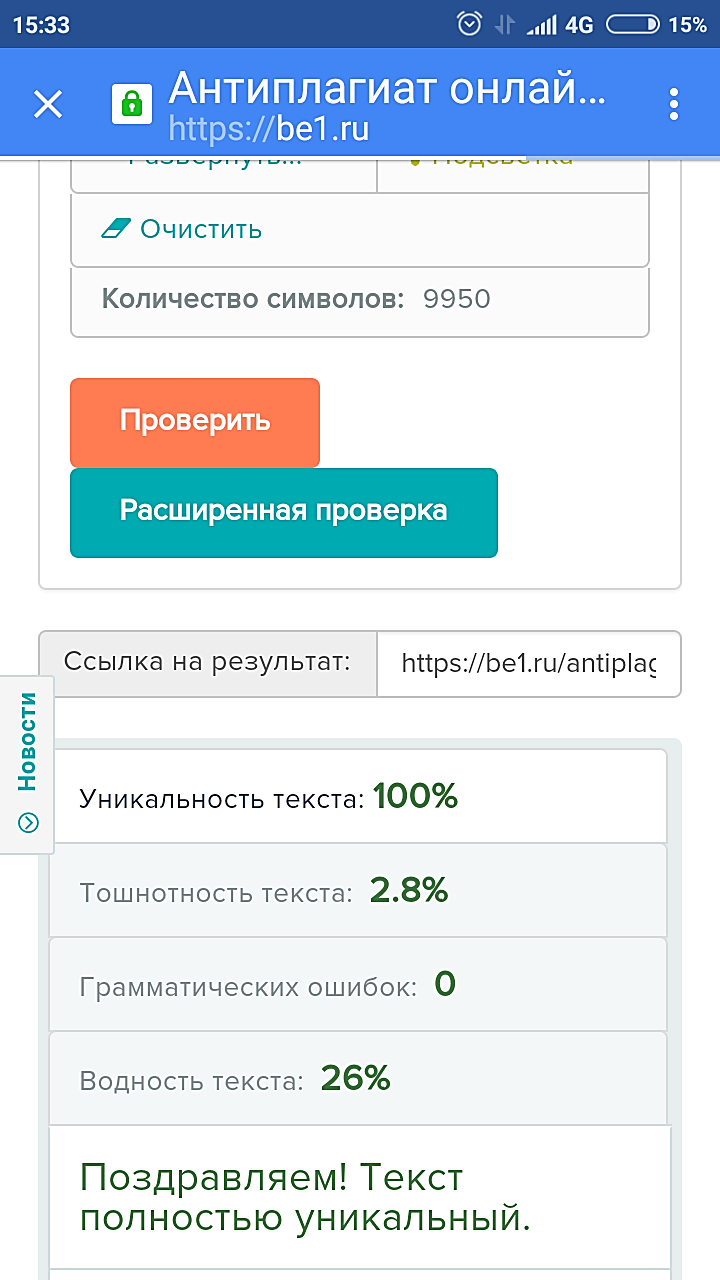 15:33
4G
15%
Антиплагиат онлай...
https://be1.ru
Развернуть...
Подсветка
Очистить
Количество символов: 9950
Проверить
Расширенная проверка
Ссылка на результат:
https://be1.ru/antiplag
Новости
Уникальность текста: 100%
Тошнотность текста: 2.8%
Грамматических ошибок: 0
Водность текста: 26%
Поздравляем! Текст
полностью уникальный.